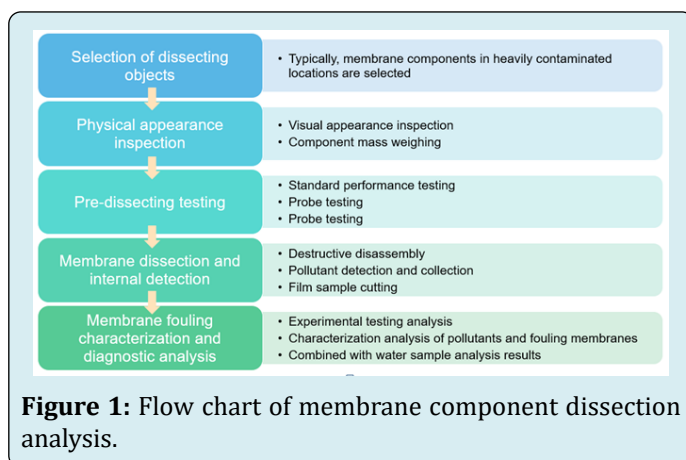 Selection of dissecting
objects
• Typically, membrane components in heavily contaminated
locations are selected
Physical appearance
inspection
• Visual appearance inspection
• Component mass weighing
Pre-dissecting testing
• Standard performance testing
• Probe testing
• Probe testing
Membrane dissection and
internal detection
• Destructive disassembly
• Pollutant detection and collection
• Film sample cutting
Membrane fouling
characterization and
diagnostic analysis
• Experimental testing analysis
• Characterization analysis of pollutants and fouling membranes
• Combined with water sample analysis results
Figure 1: Flow chart of membrane component dissection
analysis.